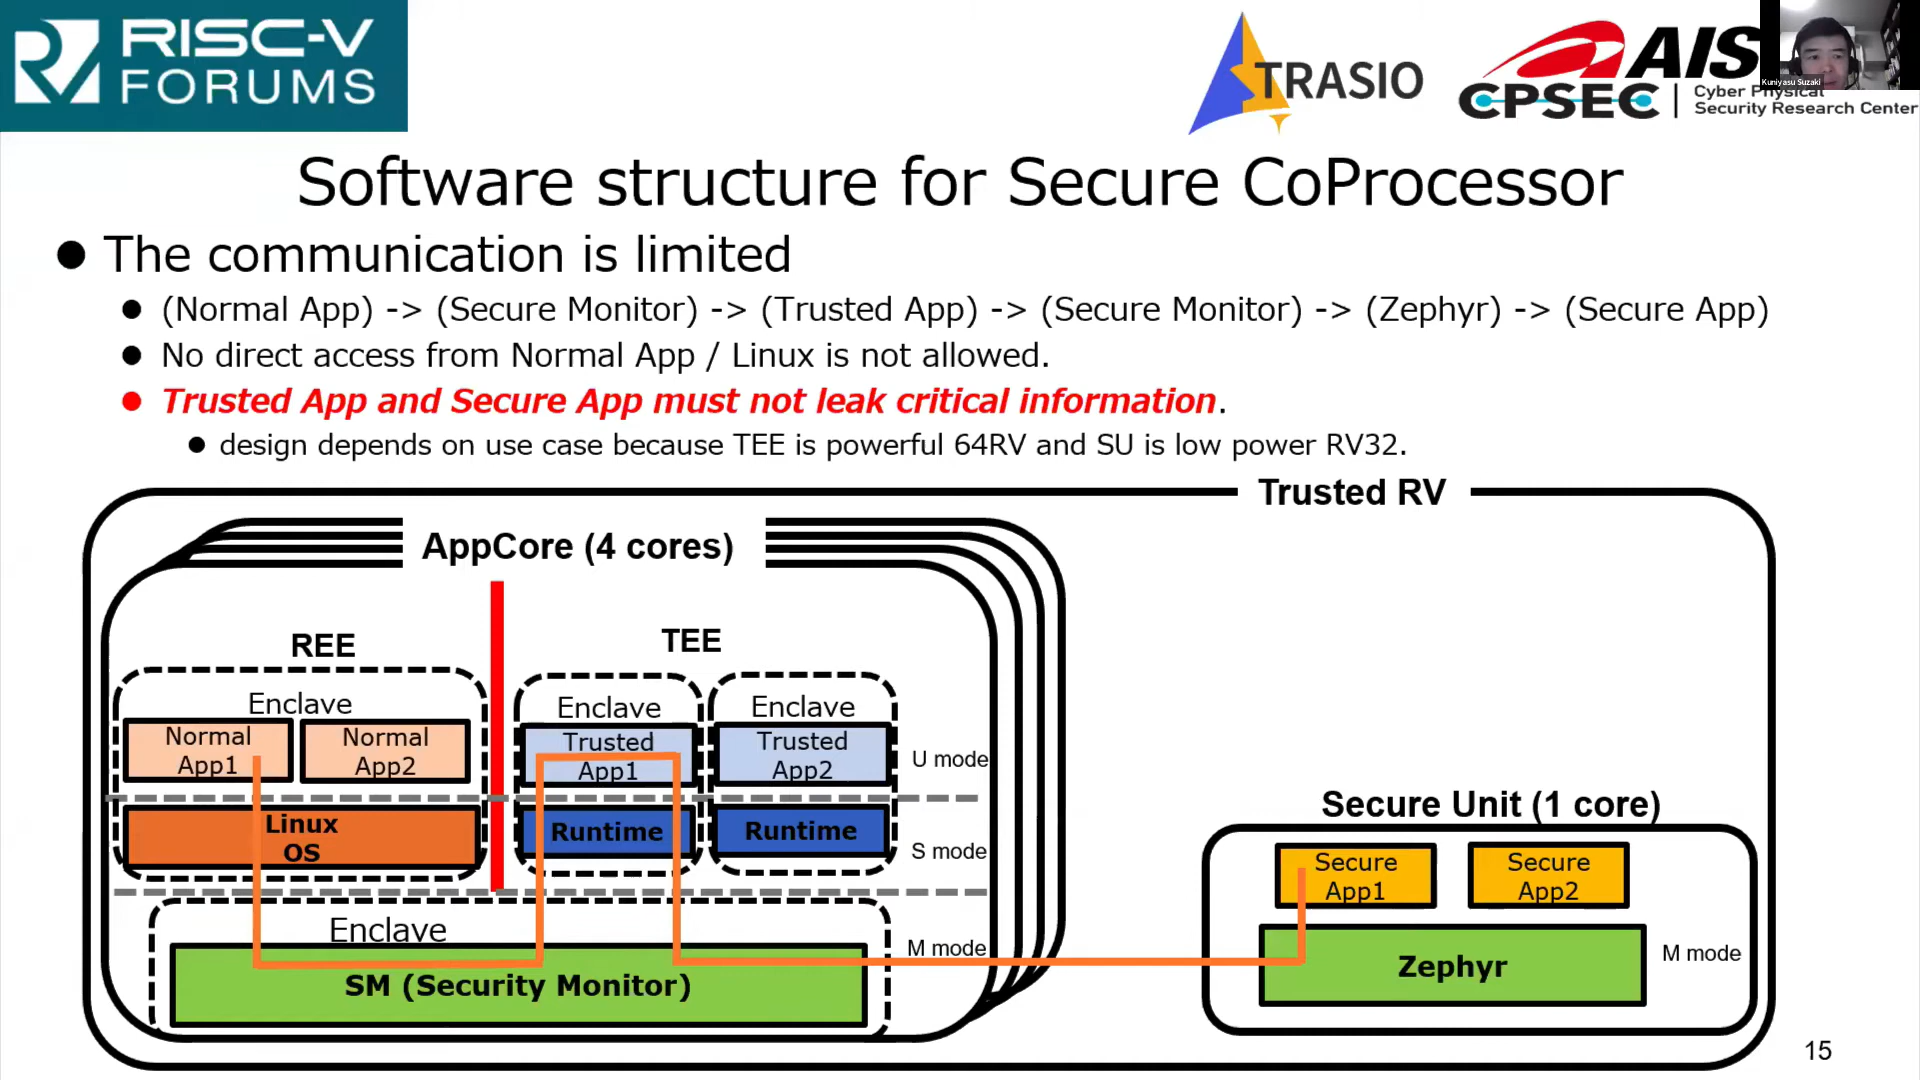 RISC-V
FORUMS
TRASIO
AIS
CPSEC
Cyber Physical
Security Research Center
Kuniyasu Suzaki
Software structure for Secure CoProcessor
● The communication is limited
● (Normal App) -> (Secure Monitor) -> (Trusted App) -> (Secure Monitor) -> (Zephyr) -> (Secure App)
● No direct access from Normal App / Linux is not allowed.
● Trusted App and Secure App must not leak critical information.
● design depends on use case because TEE is powerful 64RV and SU is low power RV32.
Trusted RV
AppCore (4 cores)
REE
TEE
Enclave
Normal
App1
Normal
App2
Linux
OS
Enclave
Trusted
App1
Runtime
Enclave
Trusted
App2
Runtime
U mode
S mode
Enclave
M mode
SM (Security Monitor)
Secure Unit (1 core)
Secure
App1
Secure
App2
Zephyr
M mode
15